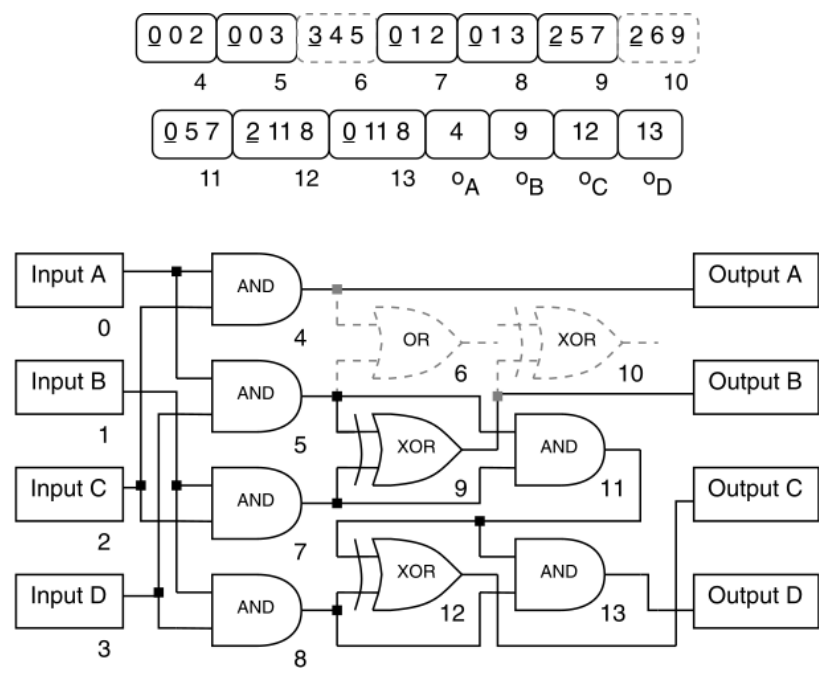 0 0 2 0 0 3 3 4 5 0 1 2 0 1 3 2 5 7 2 6 9
4 5 6 7 8 9 10
0 5 7 2 11 8 0 11 8 4 9 12 13
11 12 13 oA oB oC oD
Input A AND Output A
0 4
OR XOR
6 10
Input B AND Output B
1 5
XOR AND
9 11
Input C AND Output C
2 7
XOR AND
12 13
Input D AND Output D
3 8